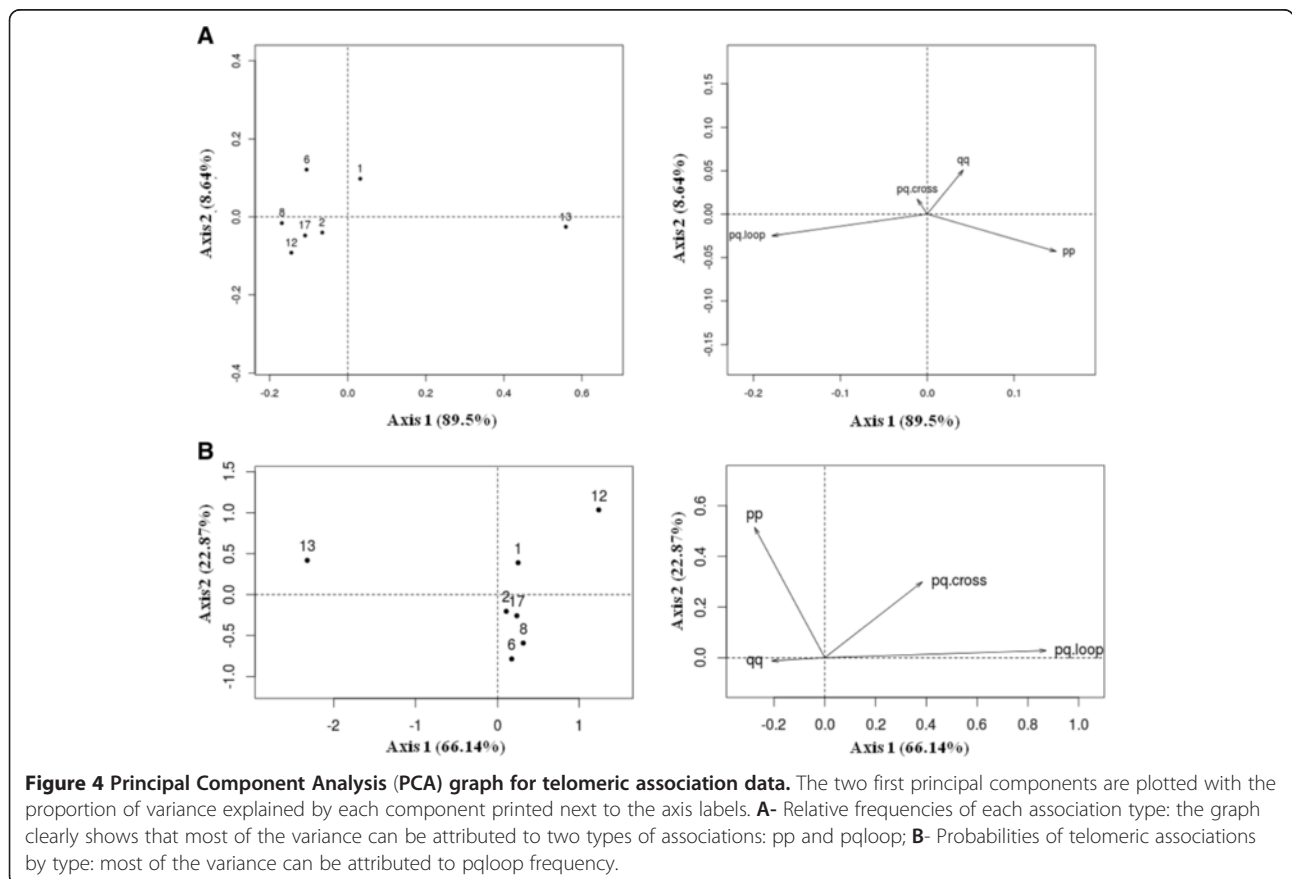 A
0.4
0.2
0.0
-0.2
-0.4
Axis 2 (8.64%)
6
1
8
17
2
12
13
-0.2
0.0
0.2
0.4
0.6
Axis 1 (89.5%)
0.15
0.10
0.05
0.00
-0.05
-0.10
-0.15
Axis 2 (8.64%)
qq
pq.cross
pq.loop
pp
-0.2
-0.1
0.0
0.1
Axis 1 (89.5%)
B
1.5
1.0
0.5
0.0
-0.5
-1.0
Axis 2 (22.87%)
12
13
1
2
17
8
6
-2
-1
0
1
Axis 1 (66.14%)
0.6
0.4
0.2
0.0
Axis 2 (22.87%)
pp
pq.cross
qq
pq.loop
-0.2
0.0
0.2
0.4
0.6
0.8
1.0
Axis 1 (66.14%)
Figure 4 Principal Component Analysis (PCA) graph for telomeric association data. The two first principal components are plotted with the
proportion of variance explained by each component printed next to the axis labels. A- Relative frequencies of each association type: the graph
clearly shows that most of the variance can be attributed to two types of associations: pp and pqloop; B- Probabilities of telomeric associations
by type: most of the variance can be attributed to pqloop frequency.